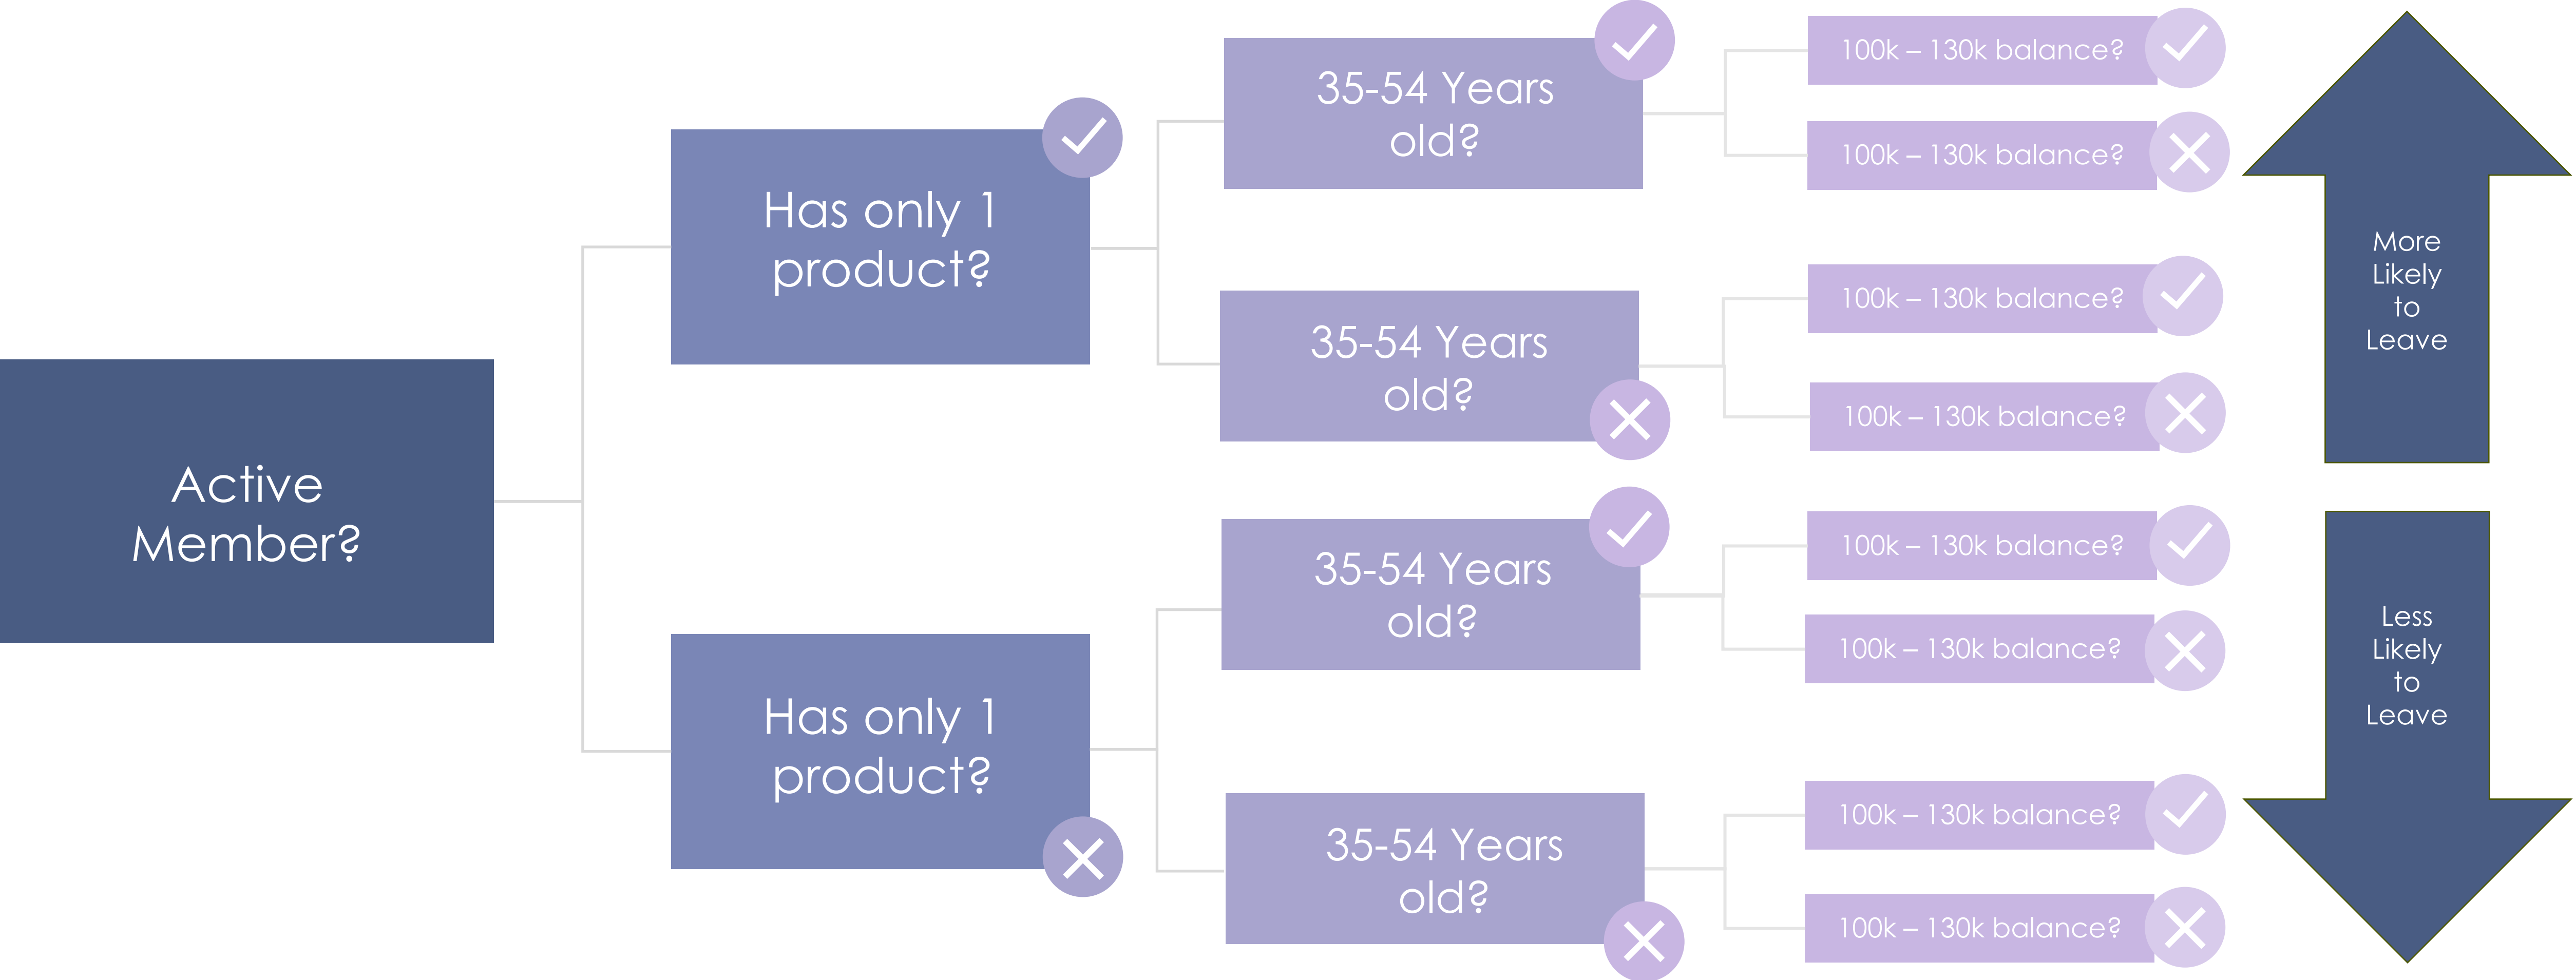 Active
Member?
Has only 1
product?
Has only 1
product?
35-54 Years
old?
35-54 Years
old?
35-54 Years
old?
35-54 Years
old?
100k – 130k balance?
100k – 130k balance?
100k – 130k balance?
100k – 130k balance?
100k – 130k balance?
100k – 130k balance?
100k – 130k balance?
100k – 130k balance?
More
Likely
to
Leave
Less
Likely
to
Leave